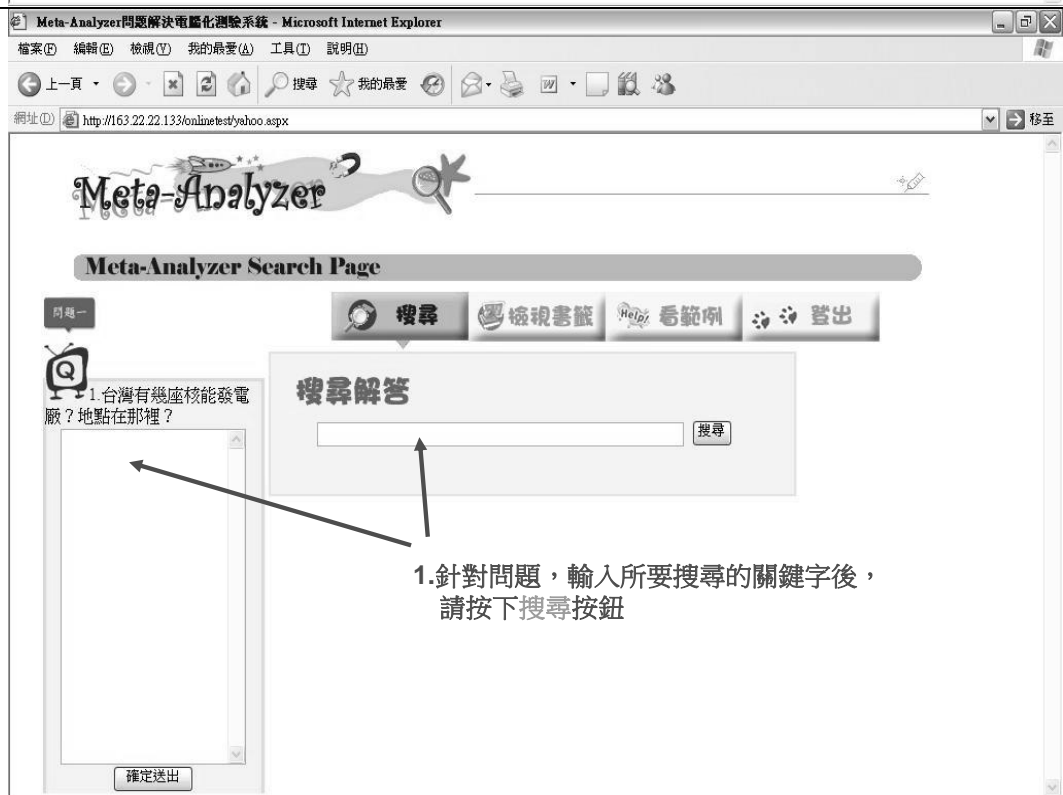 Meta-Analyzer問題解決電腦化測驗系統 - Microsoft Internet Explorer
檔案(F) 編輯(E) 檢視(V) 我的最愛(A) 工具(T) 說明(H)
上一頁 搜尋 我的最愛
網址(D) http://163.22.22.133/onlinetest/yahoo.aspx 移至
Meta-Analyzer
Meta-Analyzer Search Page
問題一
搜尋 檢視書籤 Help! 看範例 登出
Q
1.台灣有幾座核能發電
廠？地點在那裡？
搜尋解答
搜尋
1.針對問題，輸入所要搜尋的關鍵字後，
請按下搜尋按鈕
確定送出